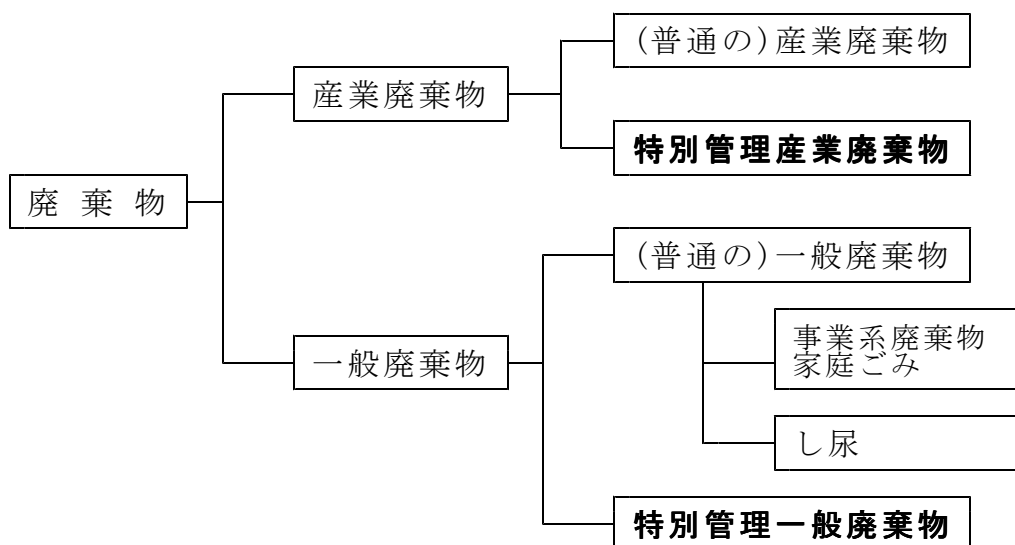 (普通の)産業廃棄物
産業廃棄物
特別管理産業廃棄物
廃棄物
(普通の)一般廃棄物
事業系廃棄物
家庭ごみ
一般廃棄物
し尿
特別管理一般廃棄物